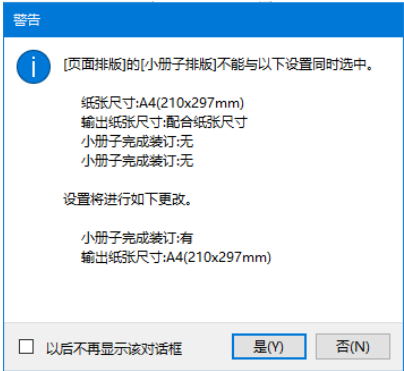 警告
[页面排版]的[小册子排版]不能与以下设置同时选中。
纸张尺寸:A4(210x297mm)
输出纸张尺寸:配合纸张尺寸
小册子完成装订:无
小册子完成装订:无
设置将进行如下更改。
小册子完成装订:有
输出纸张尺寸:A4(210x297mm)
以后不再显示该对话框
是(Y)
否(N)